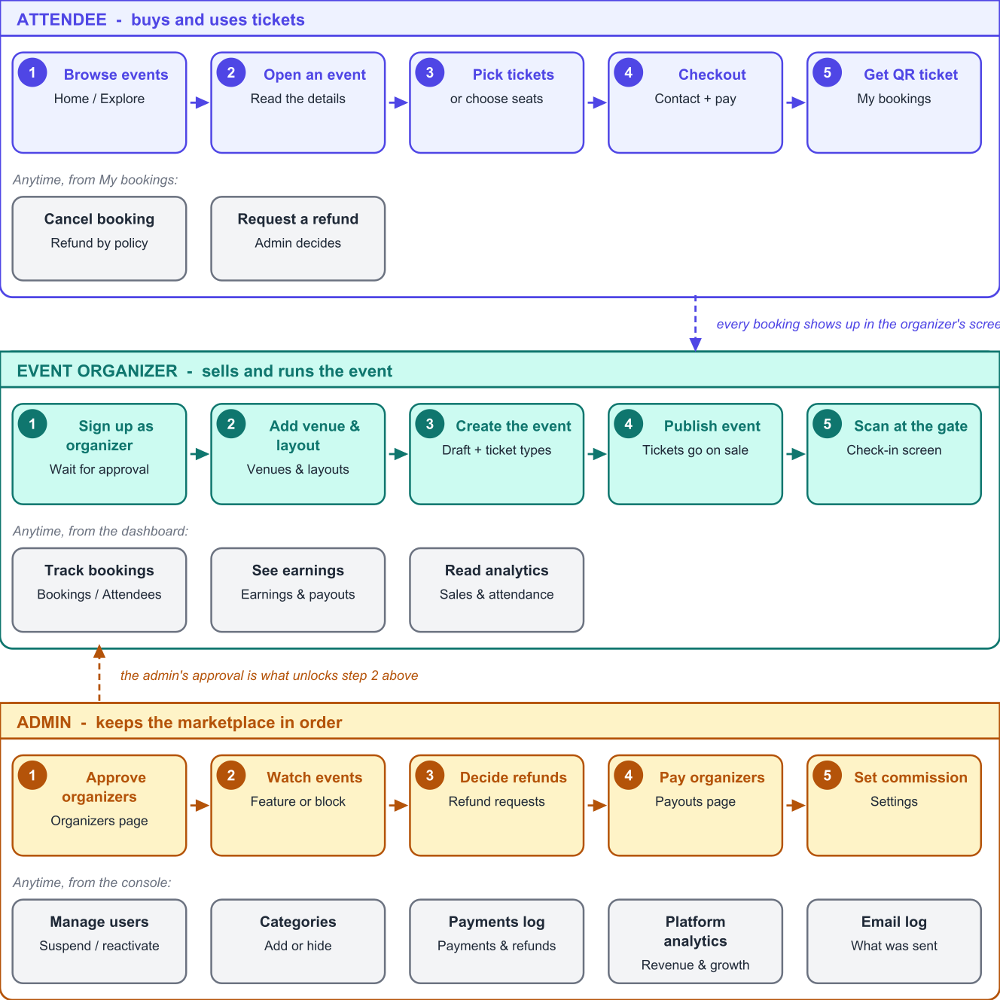 ATTENDEE - buys and uses tickets
1 Browse events
Home / Explore
2 Open an event
Read the details
3 Pick tickets
or choose seats
4 Checkout
Contact + pay
5 Get QR ticket
My bookings
Anytime, from My bookings:
Cancel booking
Refund by policy
Request a refund
Admin decides
every booking shows up in the organizer's scree
EVENT ORGANIZER - sells and runs the event
1 Sign up as
organizer
Wait for approval
2 Add venue &
layout
Venues & layouts
3 Create the event
Draft + ticket types
4 Publish event
Tickets go on sale
5 Scan at the gate
Check-in screen
Anytime, from the dashboard:
Track bookings
Bookings / Attendees
See earnings
Earnings & payouts
Read analytics
Sales & attendance
the admin's approval is what unlocks step 2 above
ADMIN - keeps the marketplace in order
1 Approve
organizers
Organizers page
2 Watch events
Feature or block
3 Decide refunds
Refund requests
4 Pay organizers
Payouts page
5 Set commission
Settings
Anytime, from the console:
Manage users
Suspend / reactivate
Categories
Add or hide
Payments log
Payments & refunds
Platform
analytics
Revenue & growth
Email log
What was sent